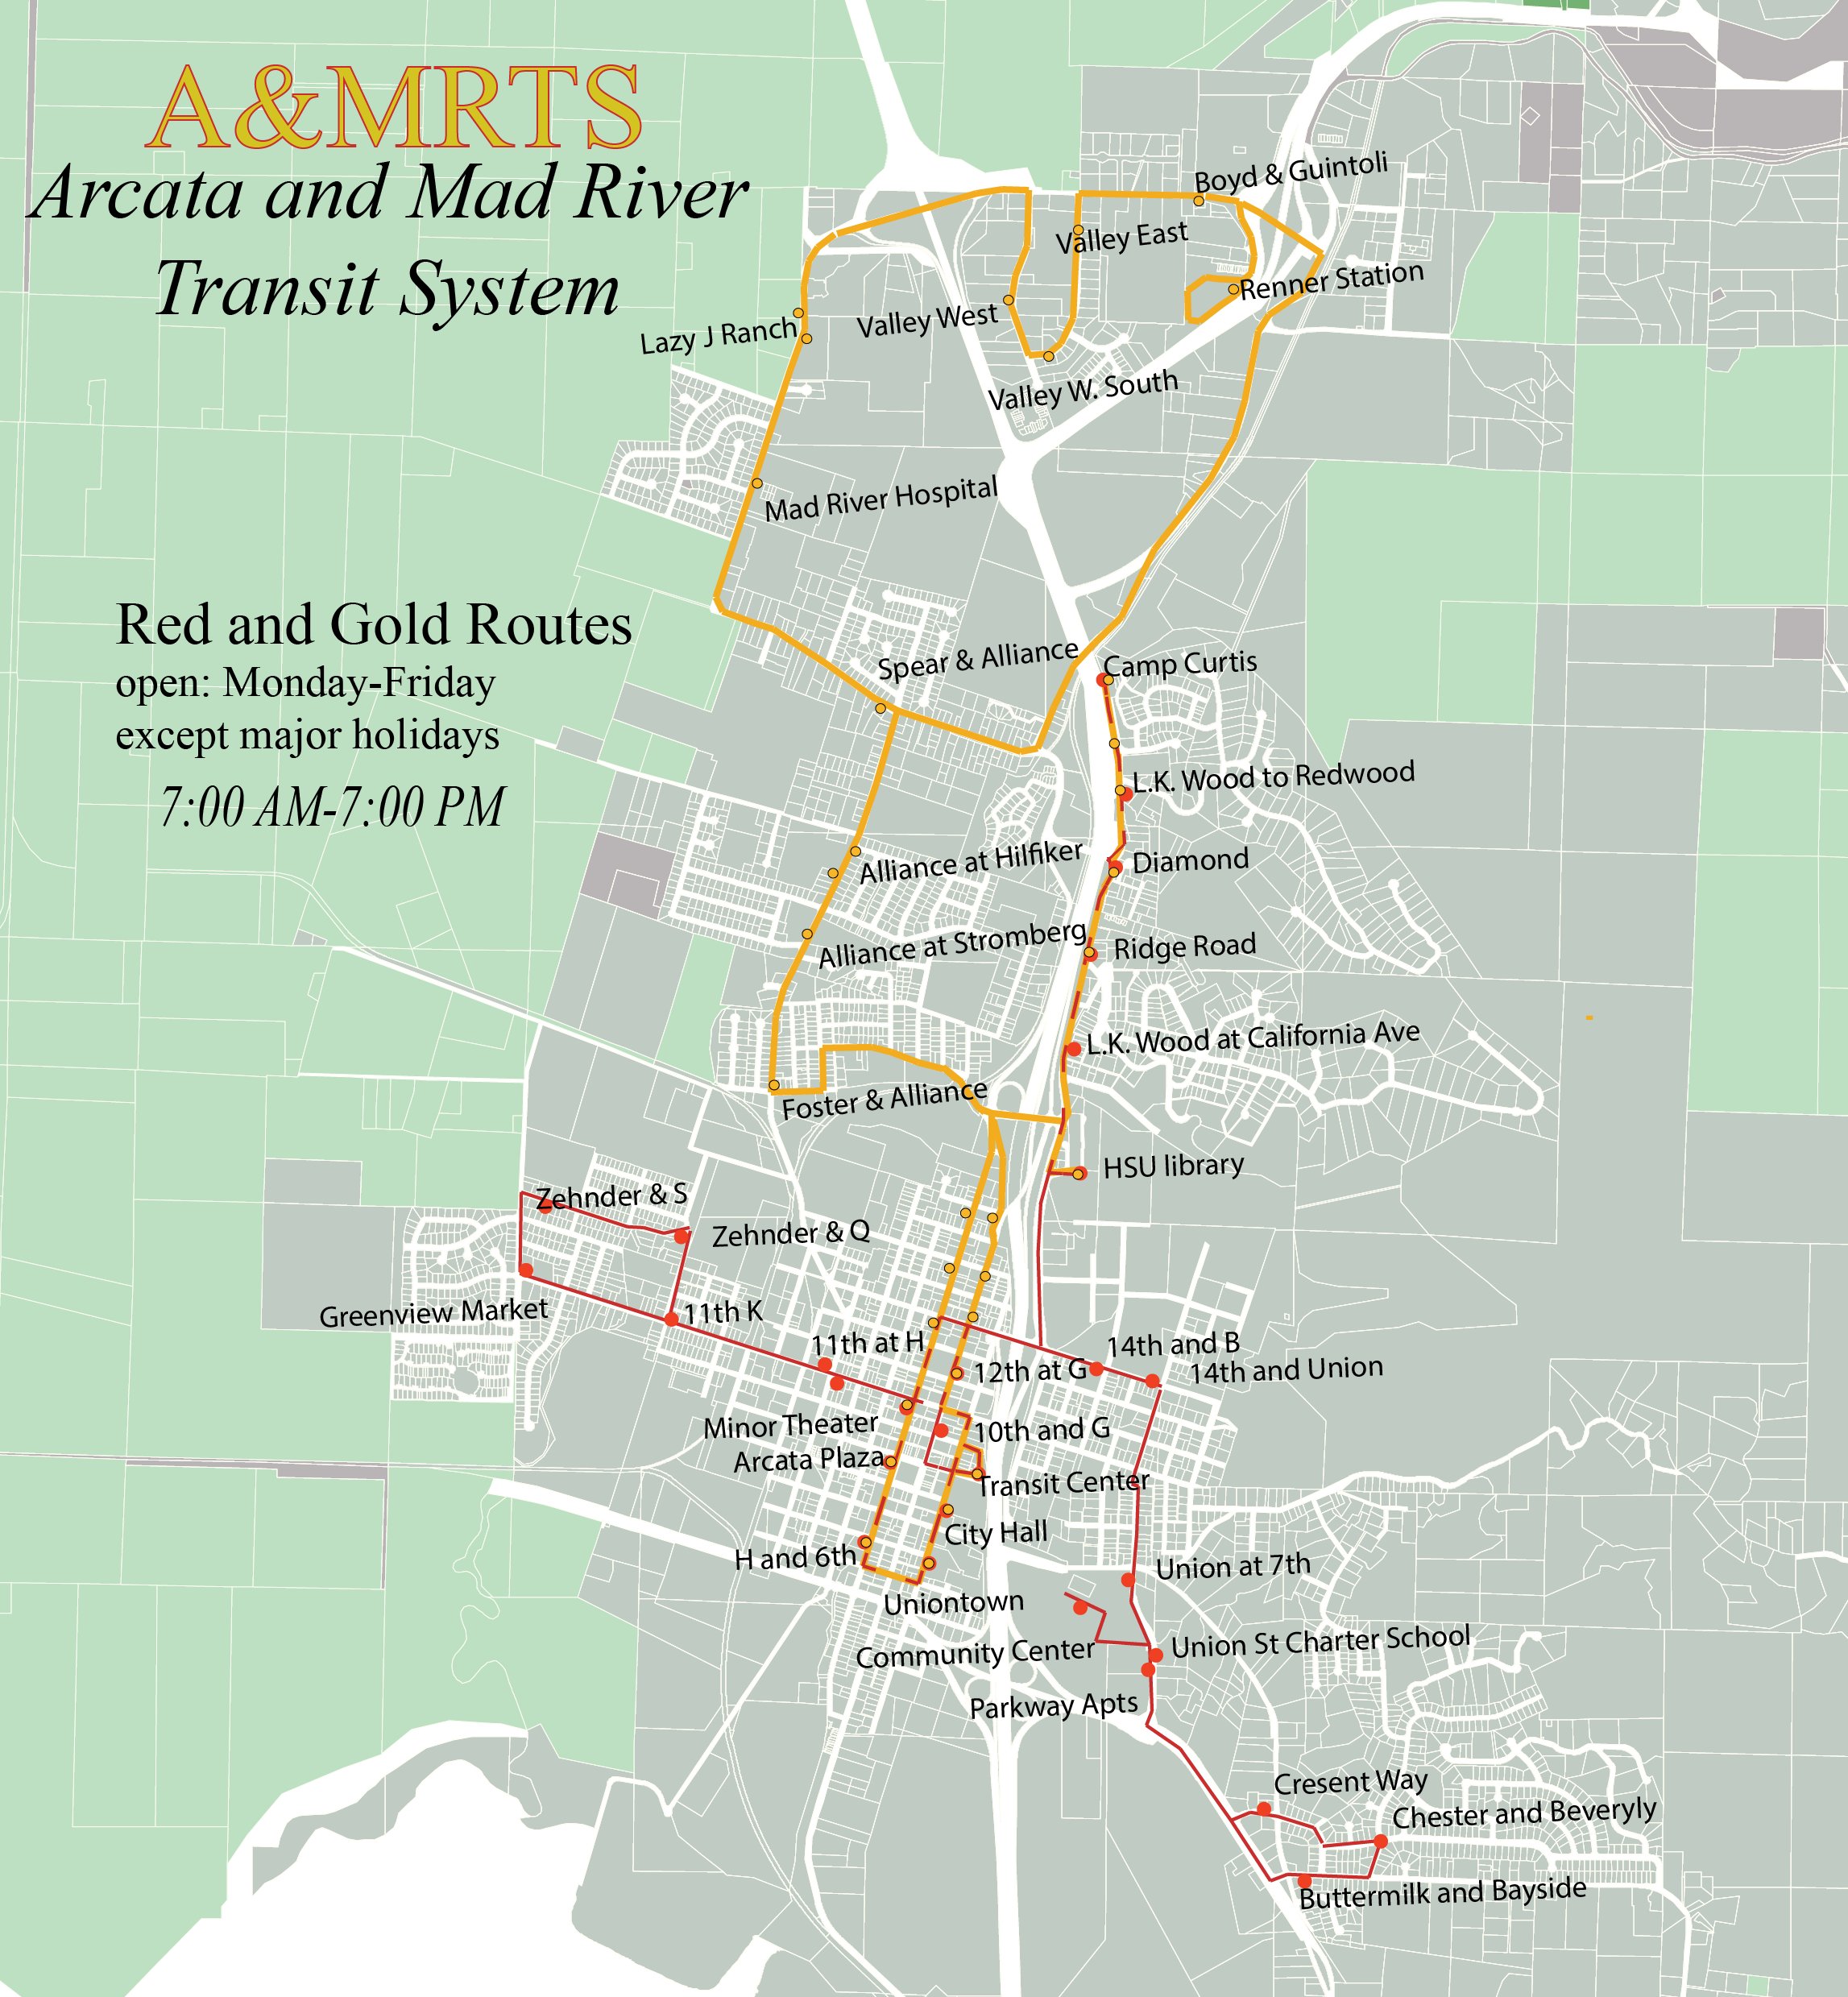 A&MRTS
Arcata and Mad River
Transit System
Red and Gold Routes
open: Monday-Friday
except major holidays
7:00 AM-7:00 PM
Boyd & Guintoli
Valley East
Renner Station
Valley West
Lazy J Ranch
Valley W. South
Mad River Hospital
Spear & Alliance
Camp Curtis
L.K. Wood to Redwood
Alliance at Hilfiker
Diamond
Alliance at Stromberg
Ridge Road
L.K. Wood at California Ave
Foster & Alliance
HSU library
Zehnder & S
Zehnder & Q
Greenview Market
11th K
11th at H
14th and B
12th at G
14th and Union
Minor Theater
10th and G
Arcata Plaza
Transit Center
City Hall
H and 6th
Union at 7th
Uniontown
Community Center
Union St Charter School
Parkway Apts
Cresent Way
Chester and Beveryly
Buttermilk and Bayside